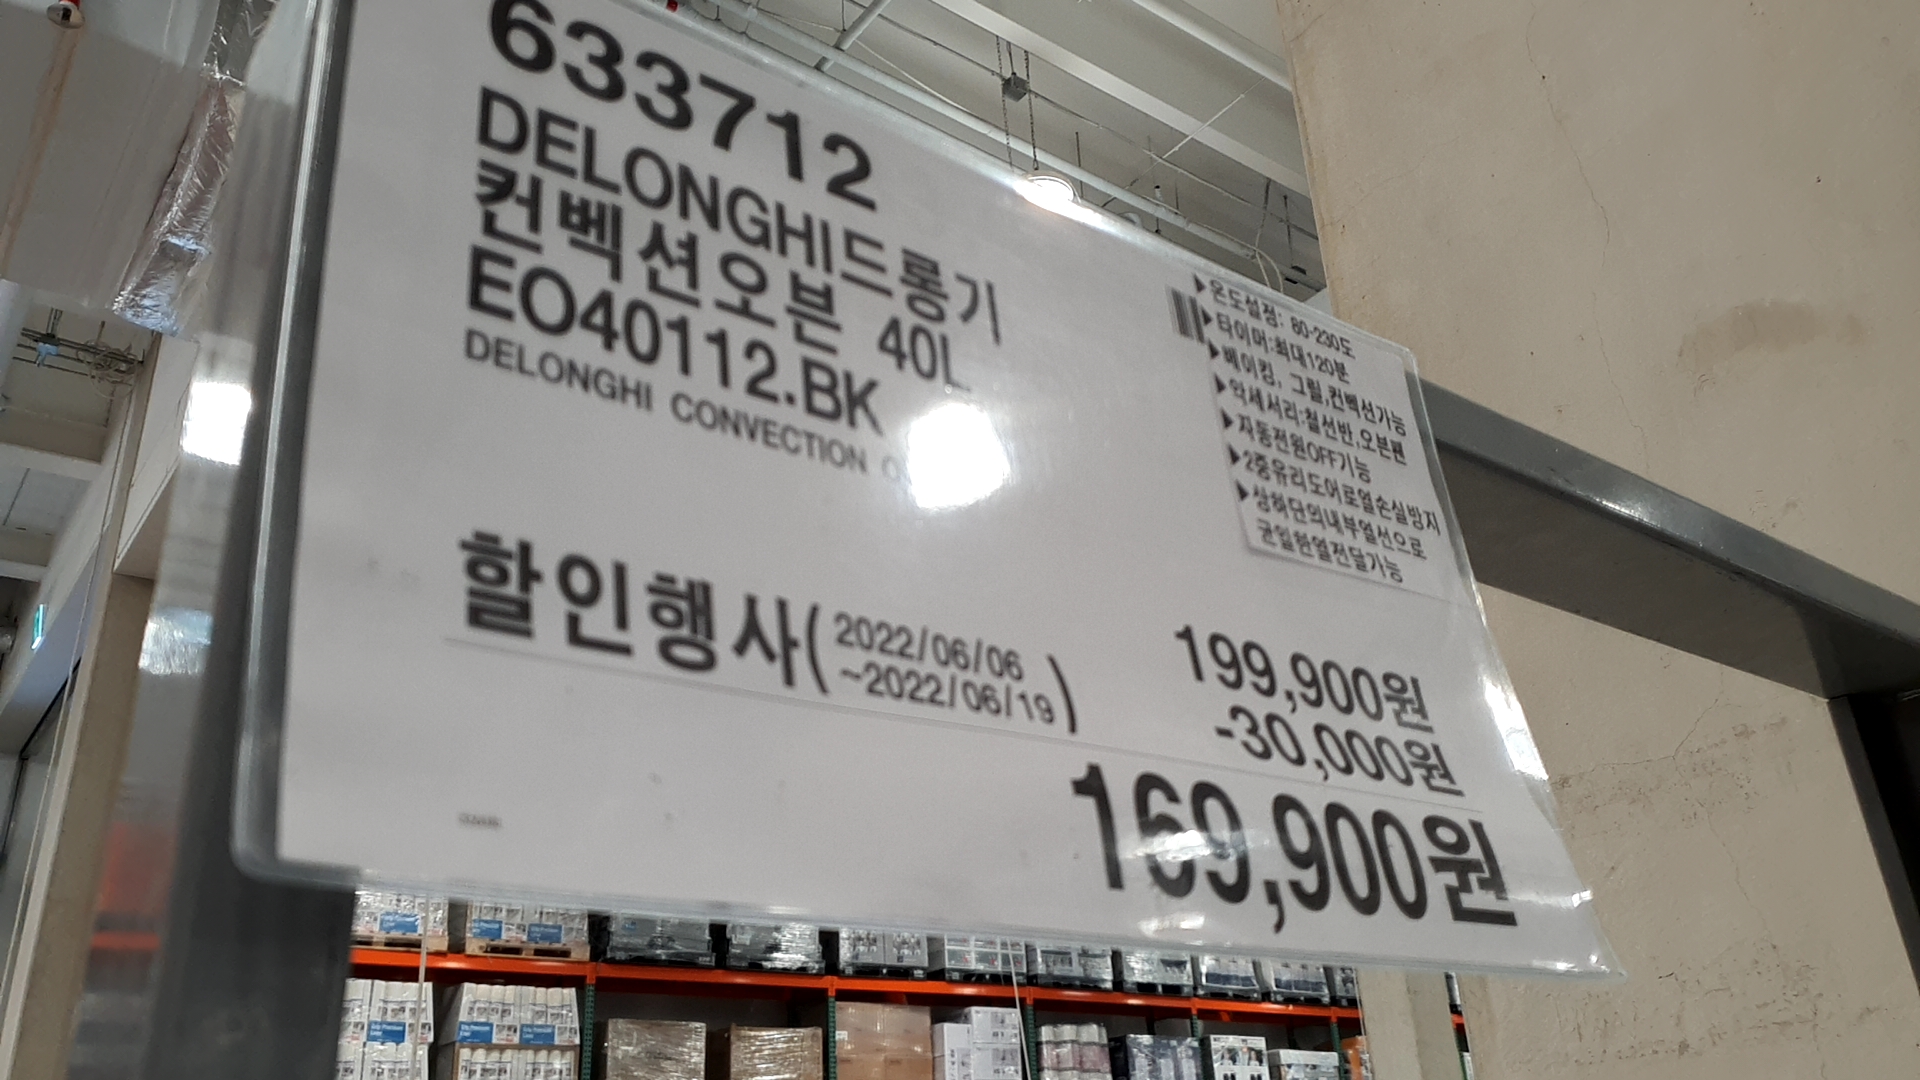 633712
DELONGHI드롱기
컨벡션오븐 40L
EO40112.BK
DELONGHI CONVECTION
▶온도설정: 80-230도
▶타이머:최대120분
▶베이킹, 그릴,컨벡션가능
▶악세서리:철선반,오븐팬
▶자동전원OFF기능
▶2중유리도어로열손실방지
▶상하단의내부열선으로
균일한열전달가능
할인행사(2022/06/06
~2022/06/19)
199,900원
-30,000원
169,900원